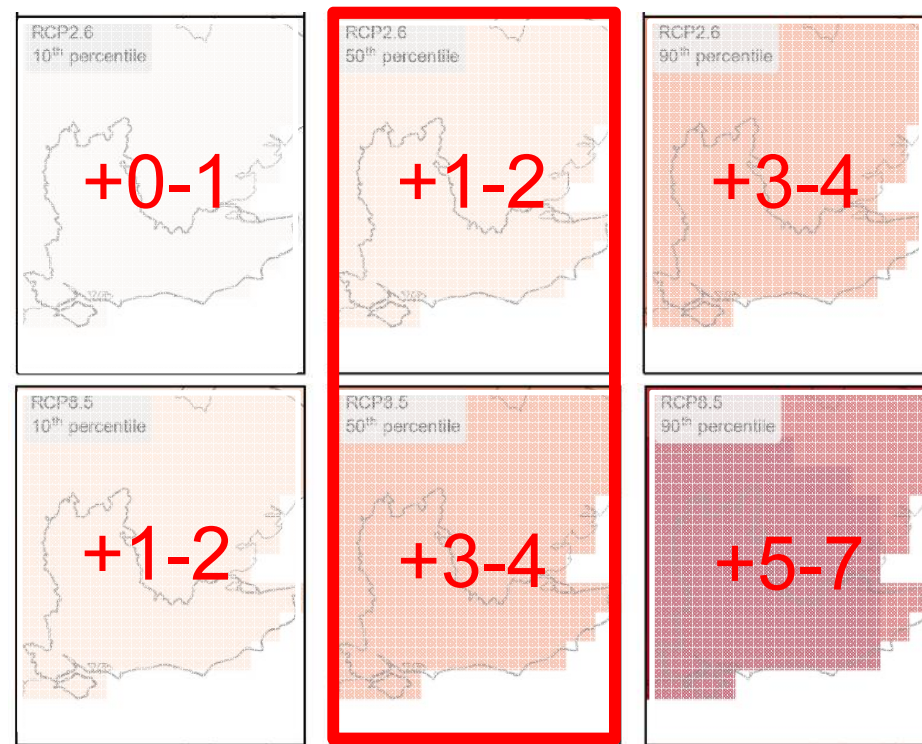 RCP2.6
10th percentile
+0-1
RCP2.6
50th percentile
+1-2
RCP2.6
90th percentile
+3-4
RCP8.5
10th percentile
+1-2
RCP8.5
50th percentile
+3-4
RCP8.5
90th percentile
+5-7